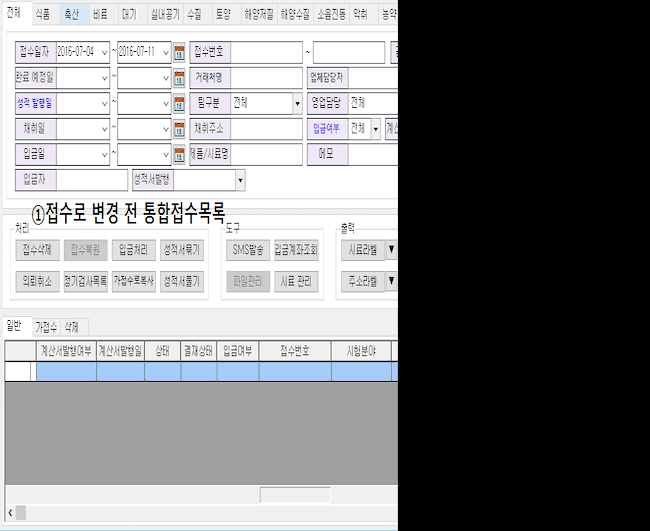 전체 식품 축산 비료 대기 실내공기 수질 토양 해양저질 해양수질 소음진동 악취 농약
접수일자 2016-07-04 ~ 2016-07-11 접수번호 ~
완료 예정일 ~ 거래처명 업체담당자
성적 발행일 ~ 팀구분 전체 영업담당 전체
채취일 ~ 채취주소 입금여부 전체 계산
입금일 ~ 제품/시료명 메모
입금자 성적서발행
①접수로 변경 전 통합접수목록
처리 도구 출력
접수삭제 접수복원 입금처리 성적서묶기 SMS발송 입금계좌조회 시료라벨
의뢰취소 정기검사목록 가접수로복사 성적서풀기 파일관리 시료 관리 주소라벨
일반 가접수 삭제
계산서발행여부 계산서발행일 상태 결재상태 입금여부 접수번호 시험분야